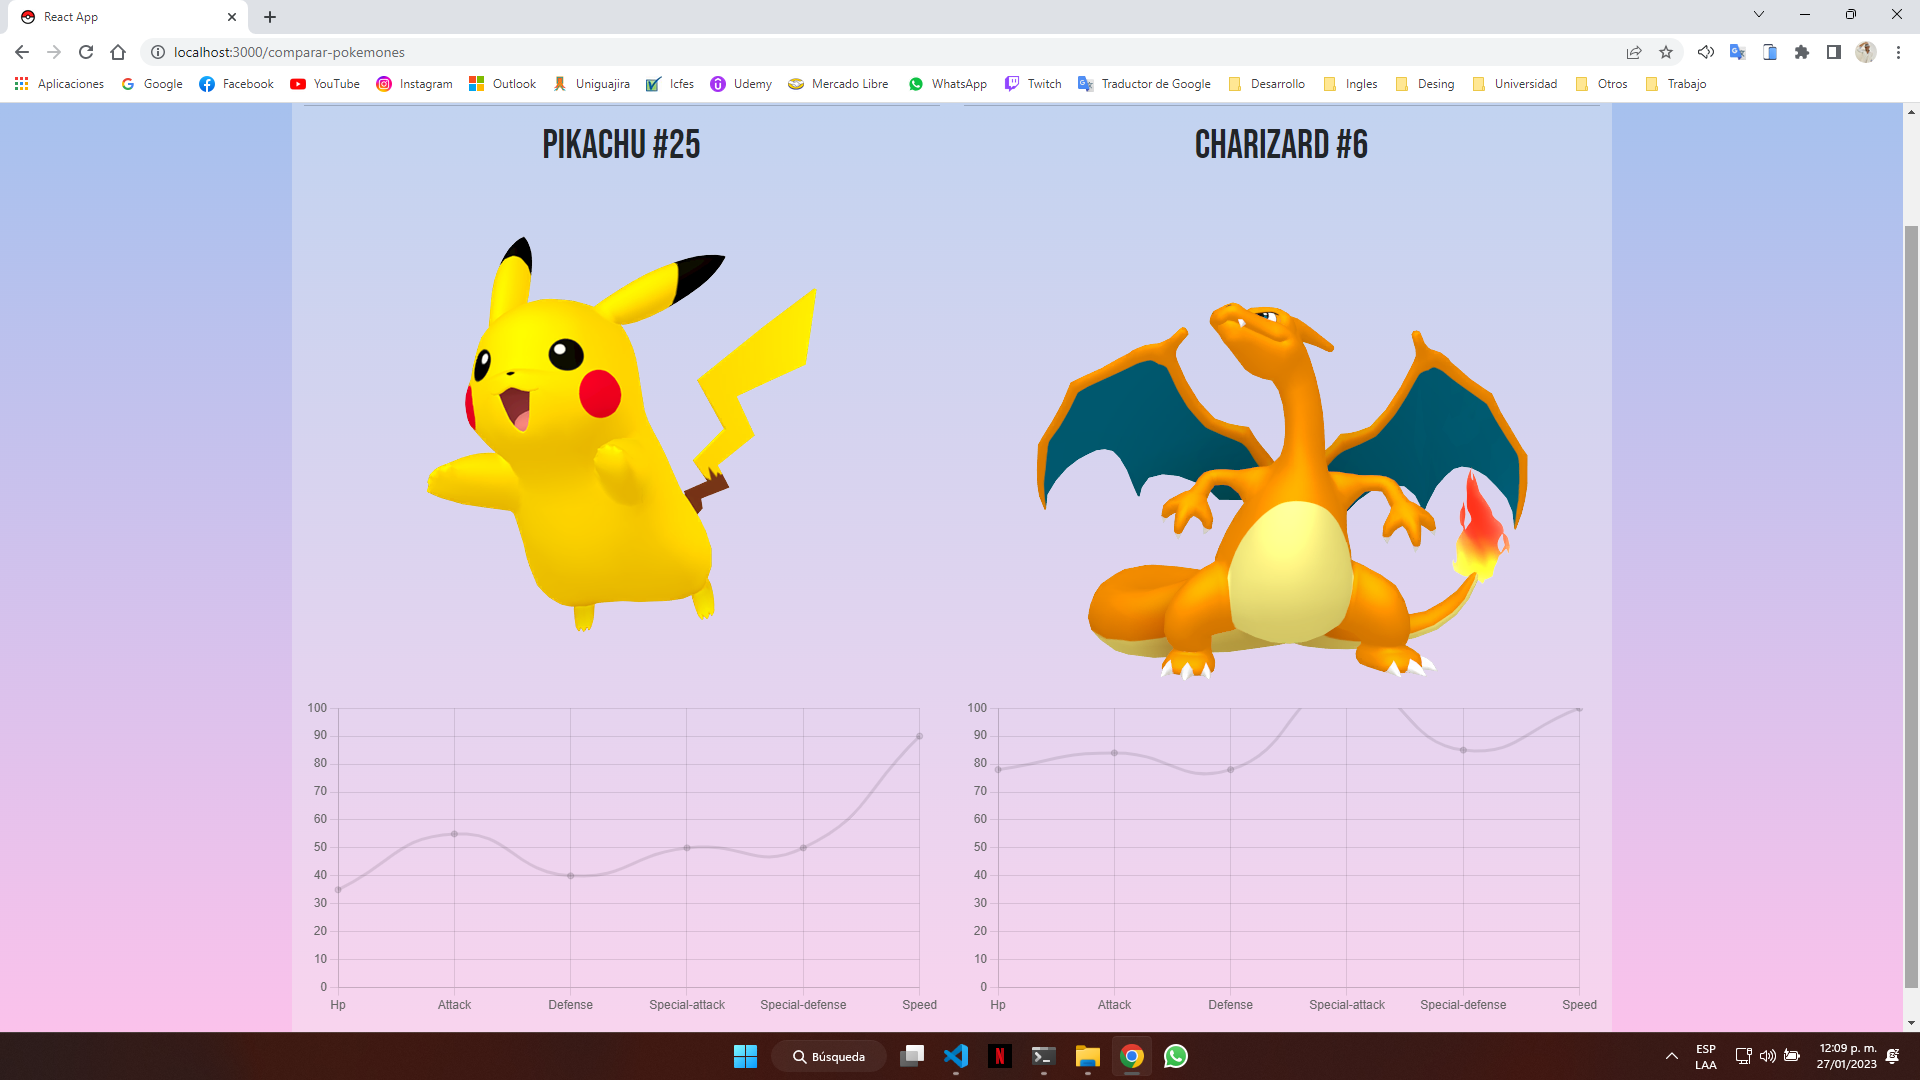 React App
localhost:3000/comparar-pokemones
Aplicaciones Google Facebook YouTube Instagram Outlook Uniguajira Icfes Udemy Mercado Libre WhatsApp Twitch Traductor de Google Desarrollo Ingles Desing Universidad Otros Trabajo
PIKACHU #25
CHARIZARD #6
100
90
80
70
60
50
40
30
20
10
0
Hp Attack Defense Special-attack Special-defense Speed
100
90
80
70
60
50
40
30
20
10
0
Hp Attack Defense Special-attack Special-defense Speed
Búsqueda
ESP
LAA
12:09 p. m.
27/01/2023